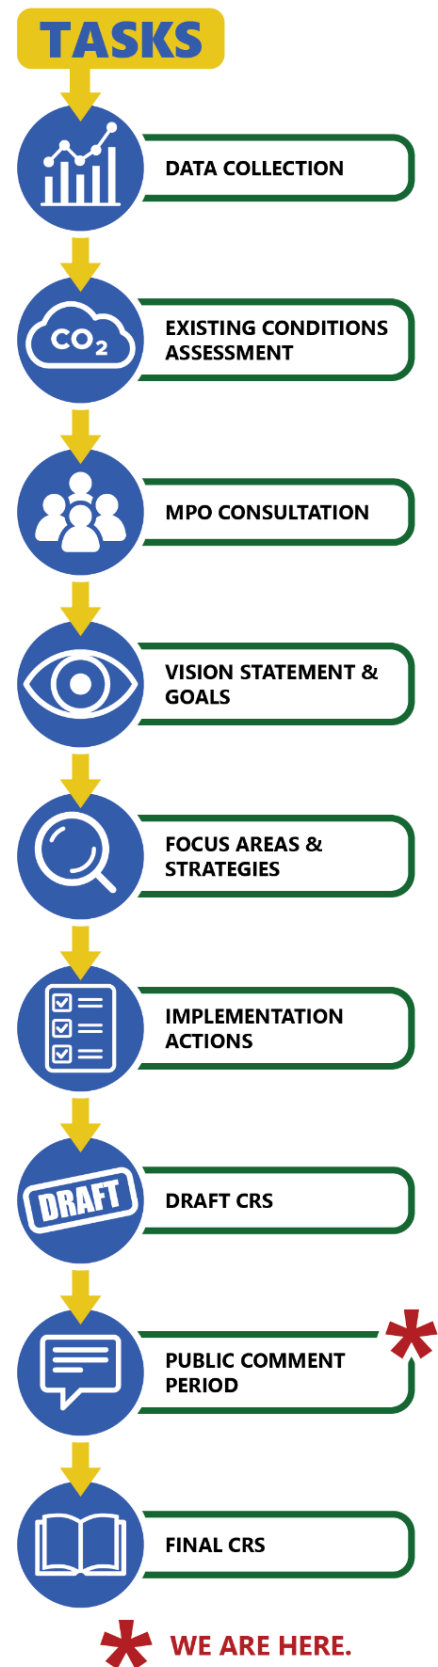 TASKS
DATA COLLECTION
CO2
EXISTING CONDITIONS
ASSESSMENT
MPO CONSULTATION
VISION STATEMENT &
GOALS
FOCUS AREAS &
STRATEGIES
IMPLEMENTATION
ACTIONS
DRAFT
DRAFT CRS
PUBLIC COMMENT
PERIOD
*
FINAL CRS
* WE ARE HERE.